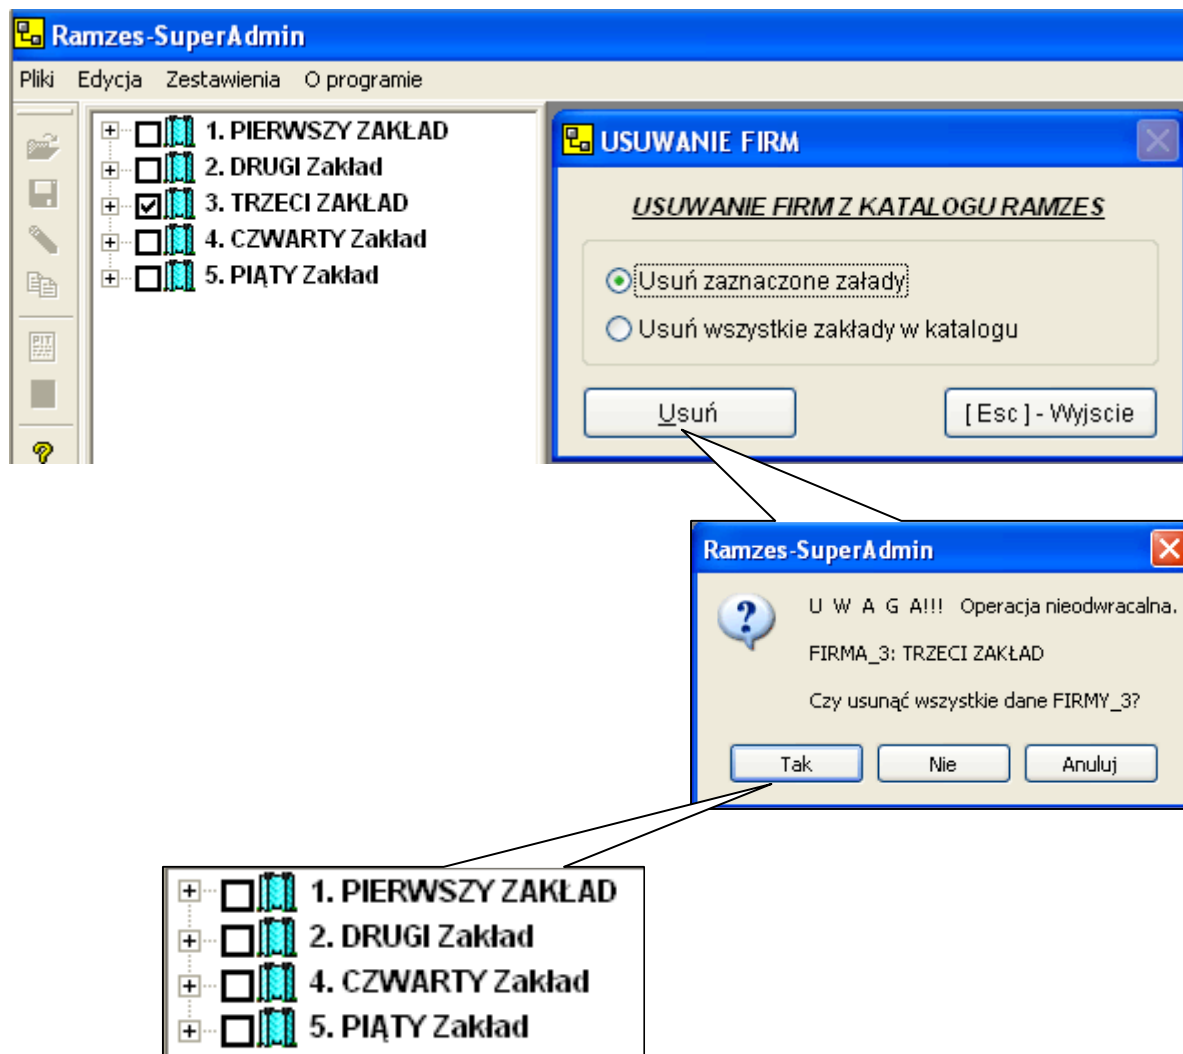 Ramzes-SuperAdmin
Pliki Edycja Zestawienia O programie
1. PIERWSZY ZAKŁAD
2. DRUGI Zakład
3. TRZECI ZAKŁAD
4. CZWARTY Zakład
5. PIĄTY Zakład
PIT
USUWANIE FIRM
USUWANIE FIRM Z KATALOGU RAMZES
Usuń zaznaczone załady
Usuń wszystkie zakłady w katalogu
Usuń
[ Esc ] - Wyjscie
Ramzes-SuperAdmin
U W A G A!!! Operacja nieodwracalna.
FIRMA_3: TRZECI ZAKŁAD
Czy usunąć wszystkie dane FIRMY_3?
Tak
Nie
Anuluj
1. PIERWSZY ZAKŁAD
2. DRUGI Zakład
4. CZWARTY Zakład
5. PIĄTY Zakład